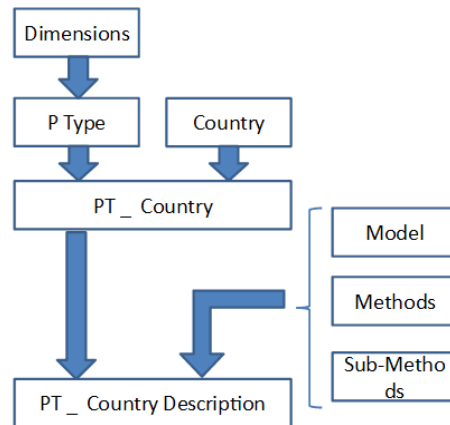 Dimensions
P Type
Country
PT _ Country
Model
Methods
Sub-Metho
ds
PT _ Country Description